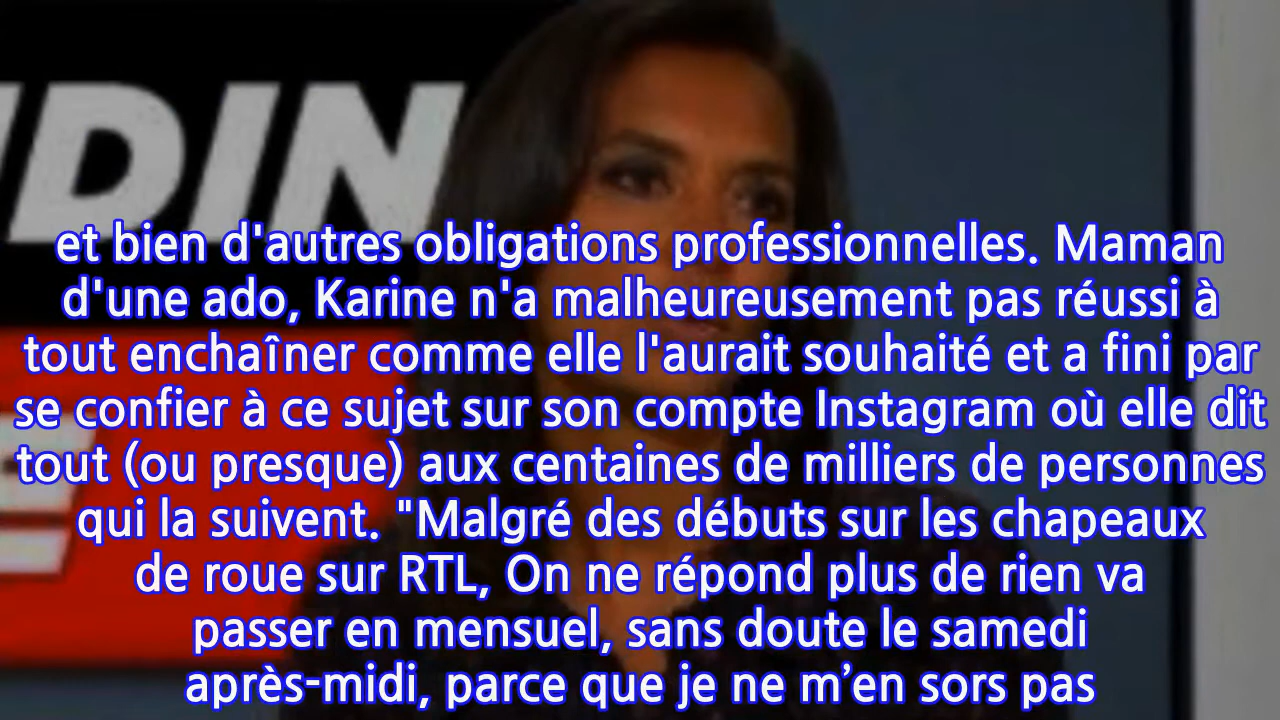 DIN
et bien d'autres obligations professionnelles. Maman
d'une ado, Karine n'a malheureusement pas réussi à
tout enchaîner comme elle l'aurait souhaité et a fini par
se confier à ce sujet sur son compte Instagram où elle dit
tout (ou presque) aux centaines de milliers de personnes
qui la suivent. "Malgré des débuts sur les chapeaux
de roue sur RTL, On ne répond plus de rien va
passer en mensuel, sans doute le samedi
après-midi, parce que je ne m’en sors pas